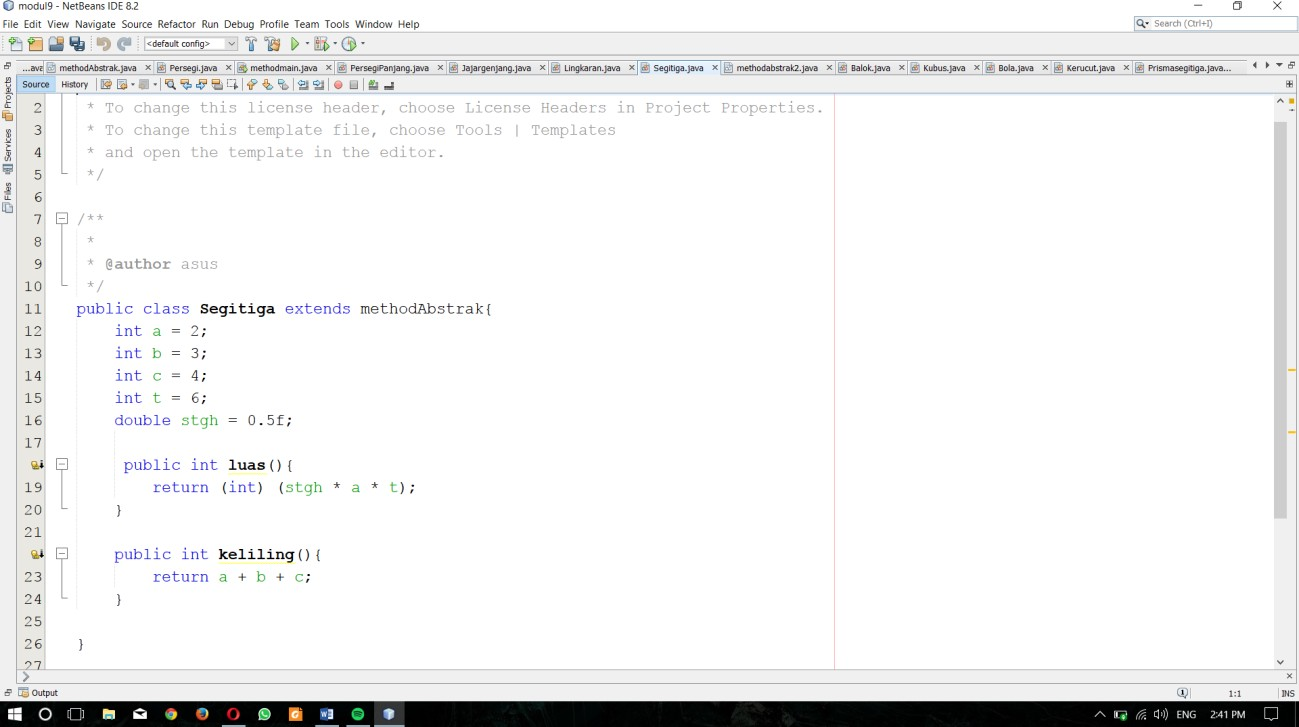 modul9 - NetBeans IDE 8.2
File Edit View Navigate Source Refactor Run Debug Profile Team Tools Window Help
Search (Ctrl+I)
<default config>
...ava methodAbstrak.java Persegi.java methodmain.java PersegiPanjang.java Jajargenjang.java Lingkaran.java Segitiga.java methodabstrak2.java Balok.java Kubus.java Bola.java Kerucut.java Prismasegitiga.java...
Source History
Projects
Services
Files
2 * To change this license header, choose License Headers in Project Properties.
3 * To change this template file, choose Tools | Templates
4 * and open the template in the editor.
5 */
6
7 /**
8 *
9 * @author asus
10 */
11 public class Segitiga extends methodAbstrak{
12 int a = 2;
13 int b = 3;
14 int c = 4;
15 int t = 6;
16 double stgh = 0.5f;
17
public int luas(){
19 return (int) (stgh * a * t);
20 }
21
public int keliling(){
23 return a + b + c;
24 }
25
26 }
27
Output
1:1 INS
ENG 2:41 PM